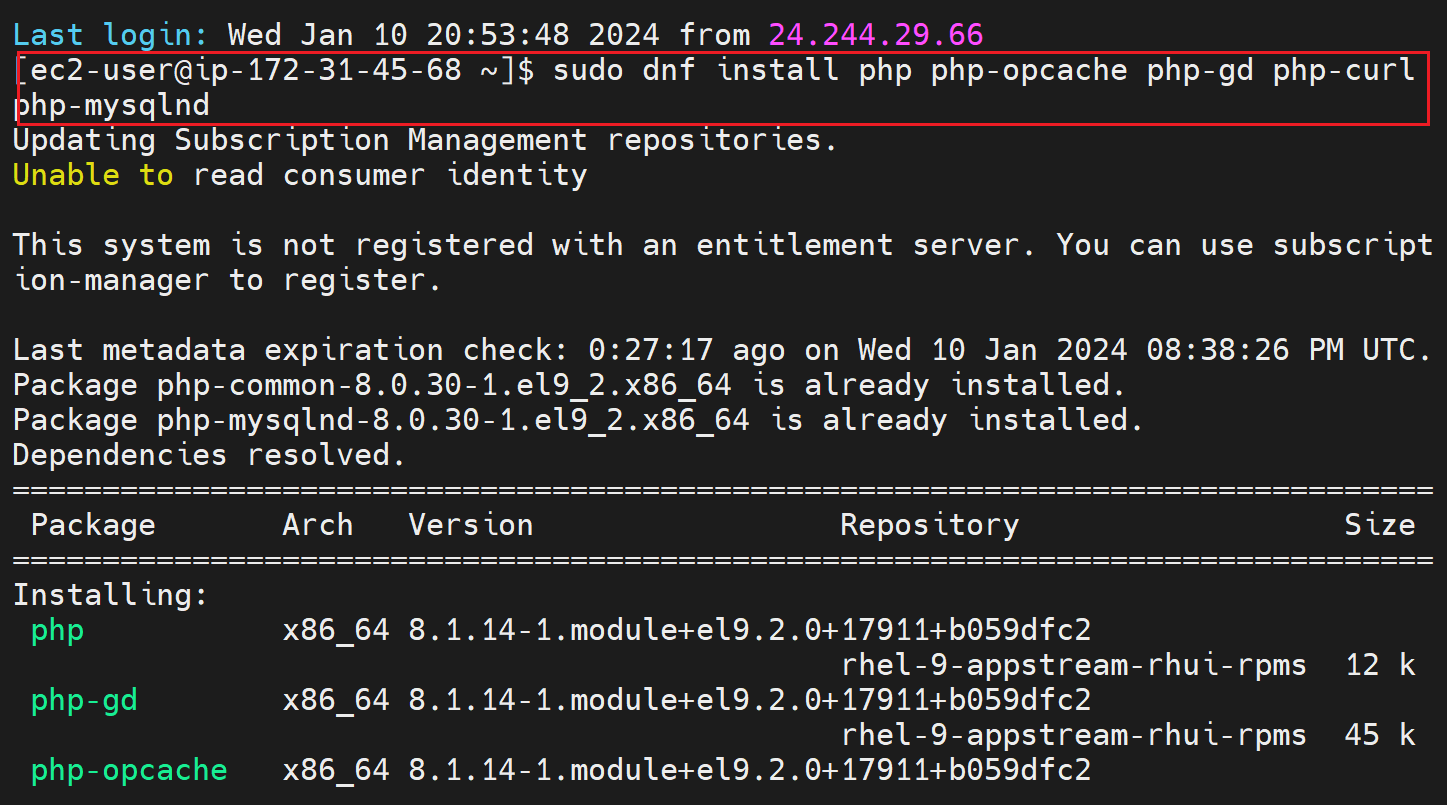 Last login: Wed Jan 10 20:53:48 2024 from 24.244.29.66
[ec2-user@ip-172-31-45-68 ~]$ sudo dnf install php php-opcache php-gd php-curl
php-mysqlnd
Updating Subscription Management repositories.
Unable to read consumer identity
This system is not registered with an entitlement server. You can use subscript
ion-manager to register.
Last metadata expiration check: 0:27:17 ago on Wed 10 Jan 2024 08:38:26 PM UTC.
Package php-common-8.0.30-1.el9_2.x86_64 is already installed.
Package php-mysqlnd-8.0.30-1.el9_2.x86_64 is already installed.
Dependencies resolved.
===============================================================================
Package Arch Version Repository Size
===============================================================================
Installing:
php x86_64 8.1.14-1.module+el9.2.0+17911+b059dfc2
rhel-9-appstream-rhui-rpms 12 k
php-gd x86_64 8.1.14-1.module+el9.2.0+17911+b059dfc2
rhel-9-appstream-rhui-rpms 45 k
php-opcache x86_64 8.1.14-1.module+el9.2.0+17911+b059dfc2